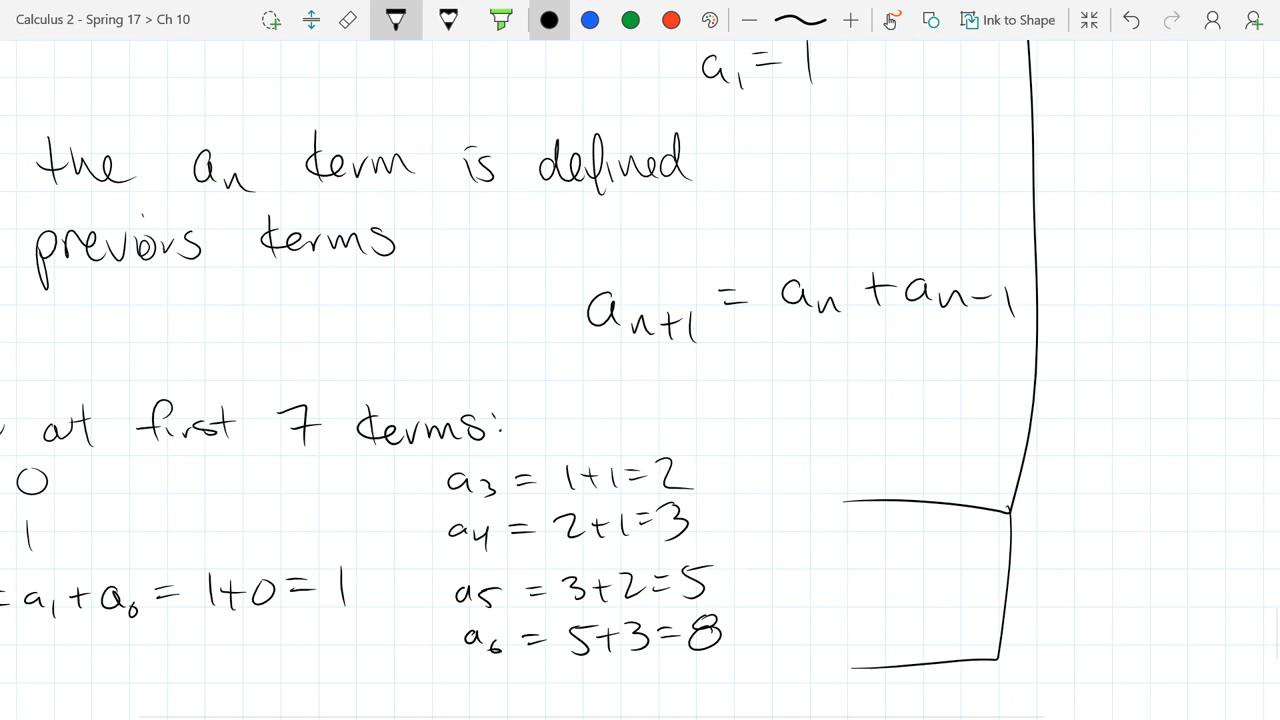 Calculus 2 - Spring 17 > Ch 10
Ink to Shape
a₁ = 1
the aₙ term is defined
previous terms
aₙ₊₁ = aₙ + aₙ₋₁
at first 7 terms:
0
1
= a₁ + a₀ = 1+0 = 1
a₃ = 1+1=2
a₄ = 2+1=3
a₅ = 3+2=5
a₆ = 5+3=8